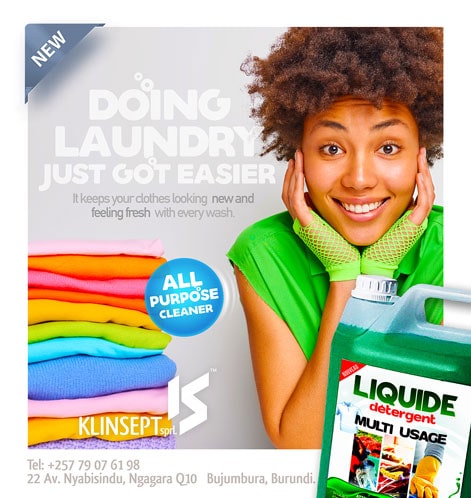 NEW
DOING
LAUNDRY
JUST GOT EASIER
It keeps your clothes looking new and
feeling fresh with every wash.
ALL
PURPOSE
CLEANER
KLINSEPT sprl.
TM
NOUVEAU
LIQUIDE
détergent
MULTI USAGE
Tel: +257 79 07 61 98
22 Av. Nyabisindu, Ngagara Q10 Bujumbura, Burundi.